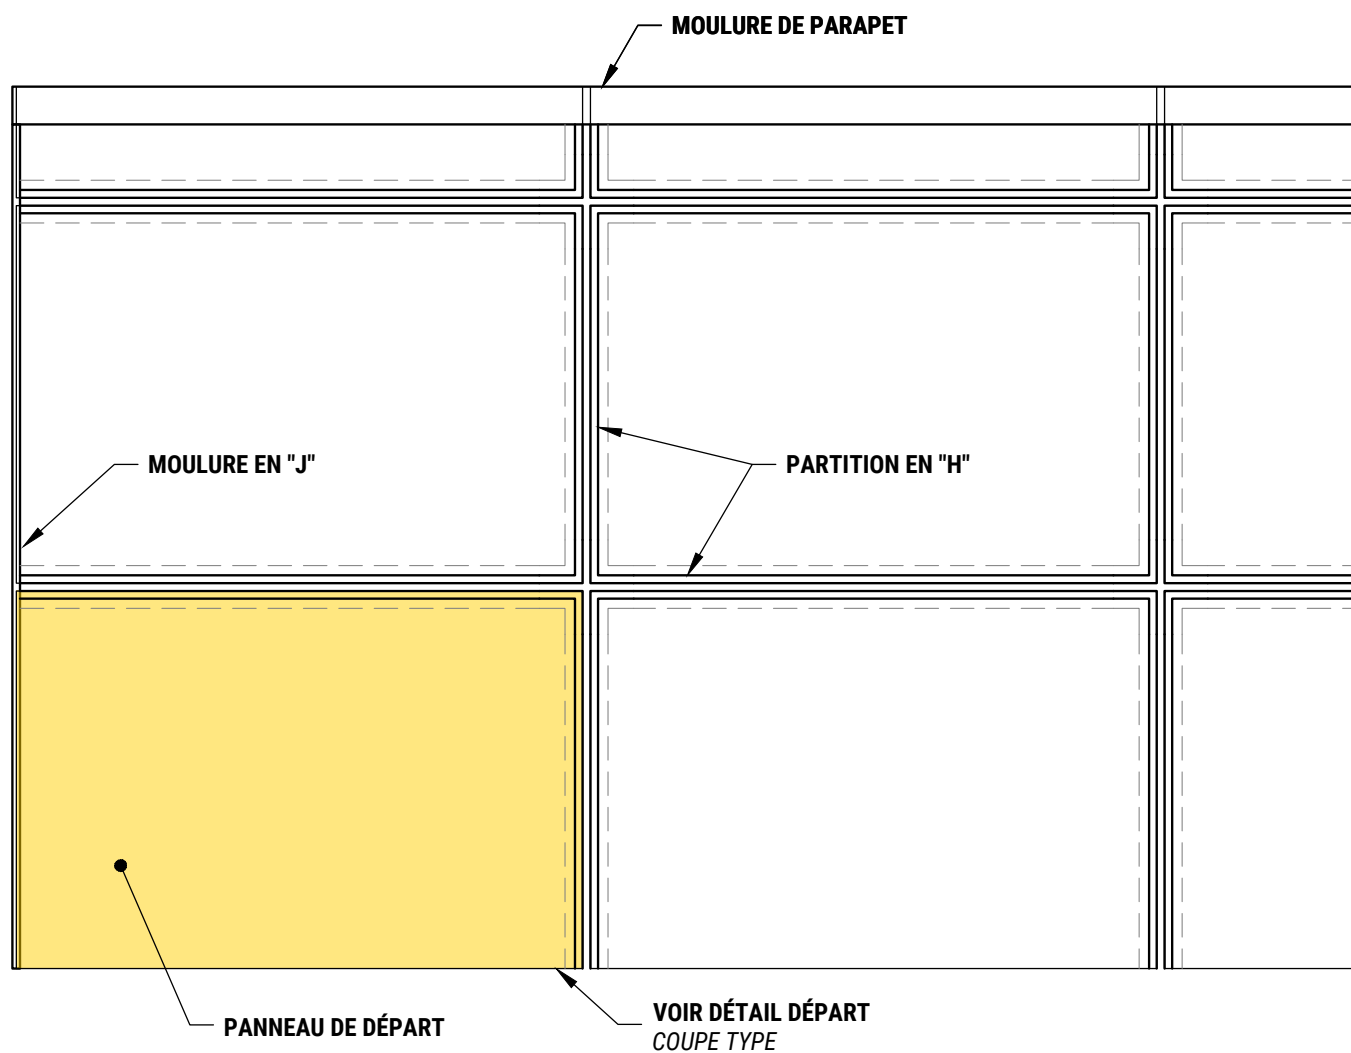 MOULURE DE PARAPET
MOULURE EN "J"
PARTITION EN "H"
PANNEAU DE DÉPART
VOIR DÉTAIL DÉPART
COUPE TYPE